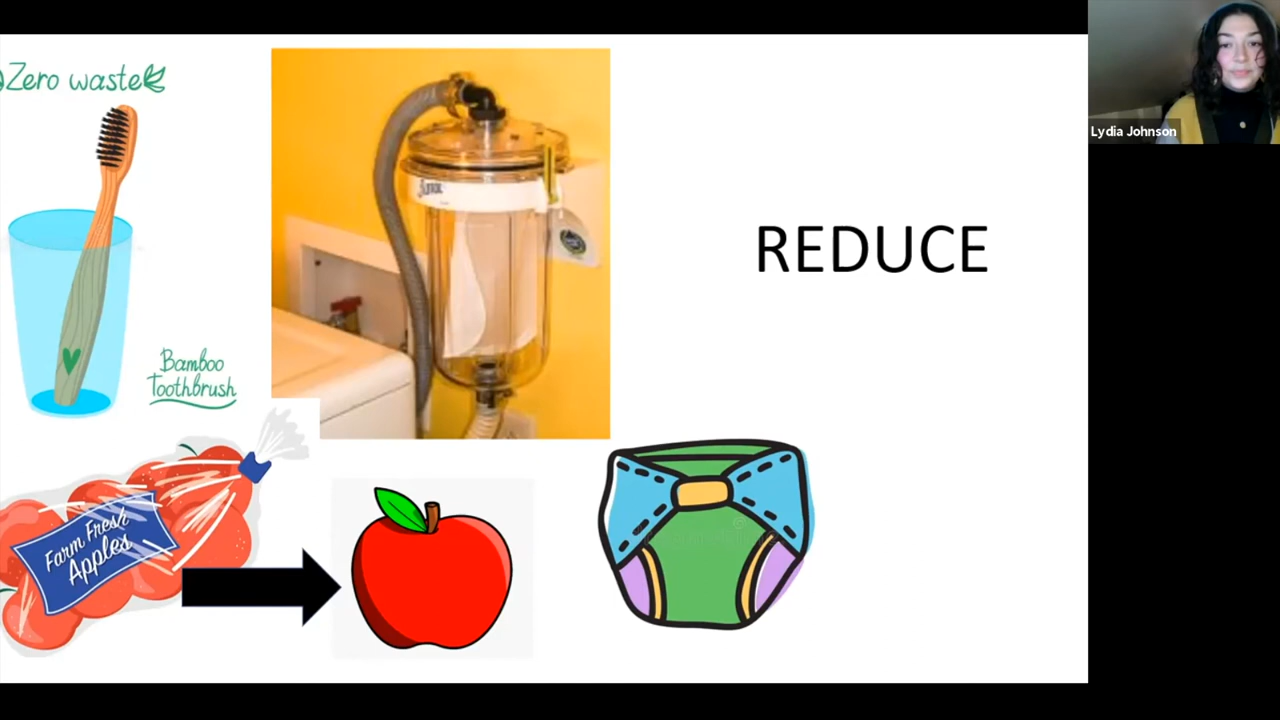 Zero waste
Bamboo
Toothbrush
REDUCE
Lydia Johnson
Farm Fresh
Apples